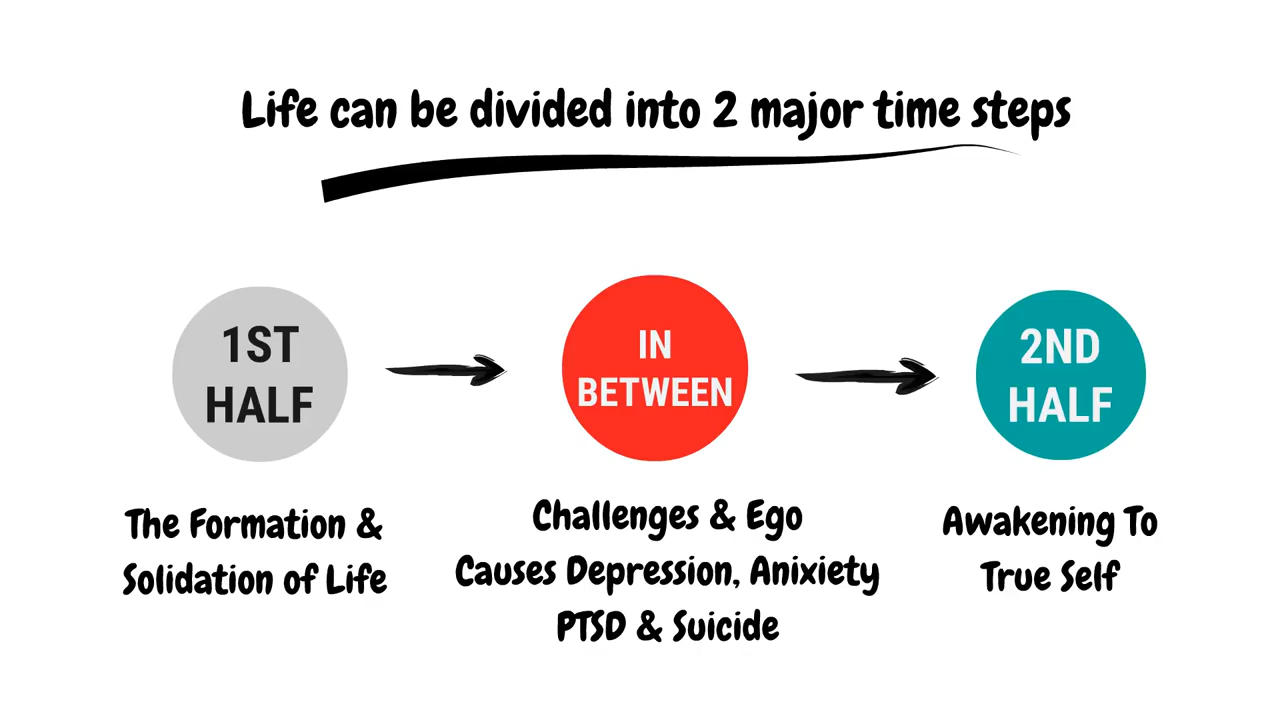 Life can be divided into 2 major time steps
1ST
HALF
IN
BETWEEN
2ND
HALF
The Formation &
Solidation of Life
Challenges & Ego
Causes Depression, Anixiety
PTSD & Suicide
Awakening To
True Self